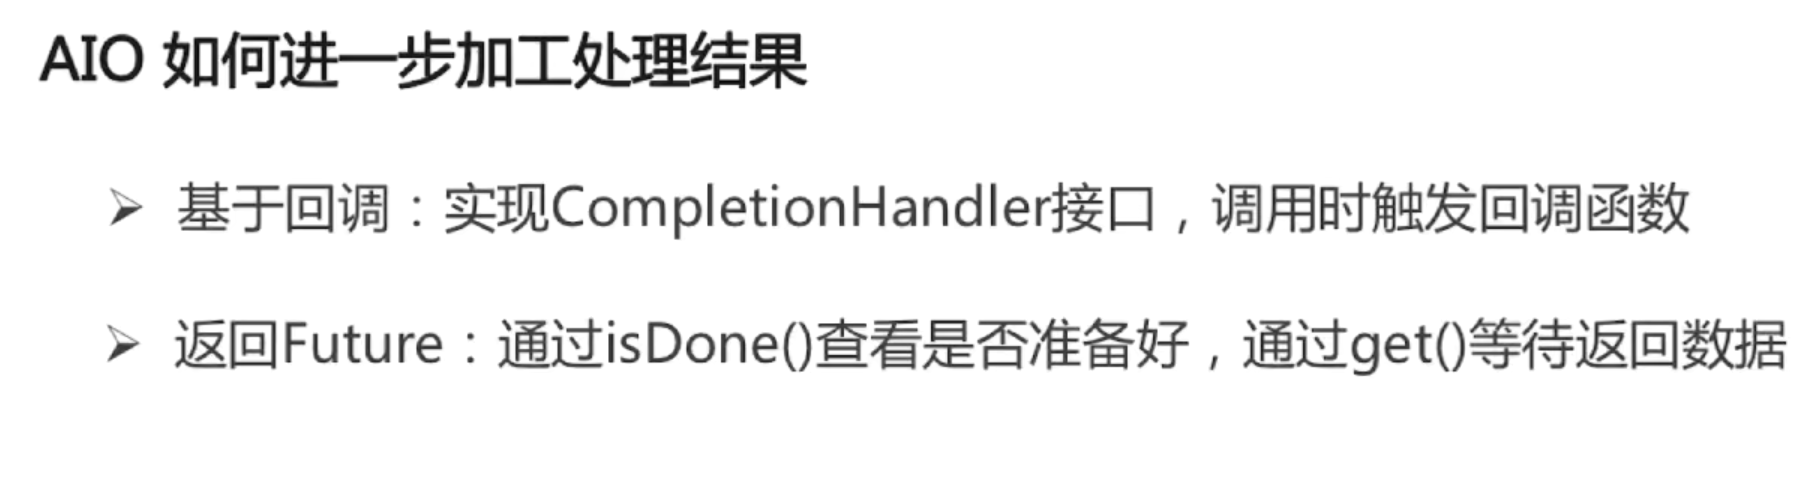 AIO 如何进一步加工处理结果
➢ 基于回调：实现CompletionHandler接口，调用时触发回调函数
➢ 返回Future：通过isDone()查看是否准备好，通过get()等待返回数据